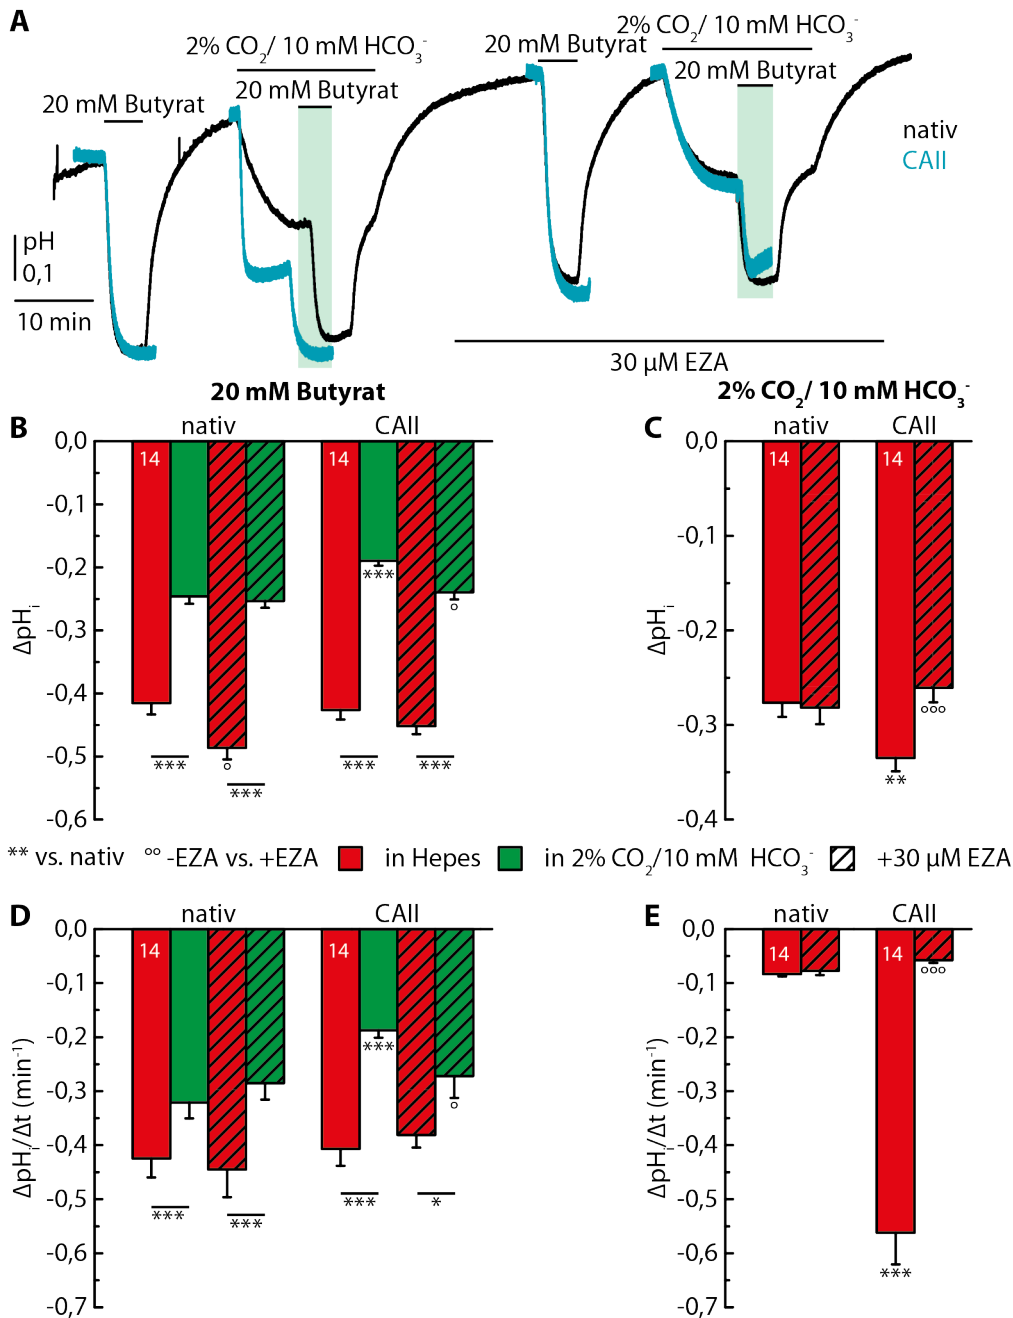 A
2% CO₂/ 10 mM HCO₃⁻
20 mM Butyrat
20 mM Butyrat
20 mM Butyrat
2% CO₂/ 10 mM HCO₃⁻
20 mM Butyrat
nativ
CAII
pH
0,1
10 min
30 µM EZA
20 mM Butyrat
2% CO₂/ 10 mM HCO₃⁻
B
nativ
CAII
0,0
-0,1
-0,2
-0,3
-0,4
-0,5
-0,6
ΔpHᵢ
14
14
***
°
***
***
***
***
°
C
nativ
CAII
0,0
-0,1
-0,2
-0,3
-0,4
ΔpHᵢ
14
14
**
°°°
** vs. nativ °° -EZA vs. +EZA in Hepes in 2% CO₂/10 mM HCO₃⁻ +30 µM EZA
D
nativ
CAII
0,0
-0,1
-0,2
-0,3
-0,4
-0,5
-0,6
-0,7
ΔpHᵢ/Δt (min⁻¹)
14
14
***
***
***
***
*
°
E
nativ
CAII
0,0
-0,1
-0,2
-0,3
-0,4
-0,5
-0,6
-0,7
ΔpHᵢ/Δt (min⁻¹)
14
14
***
°°°